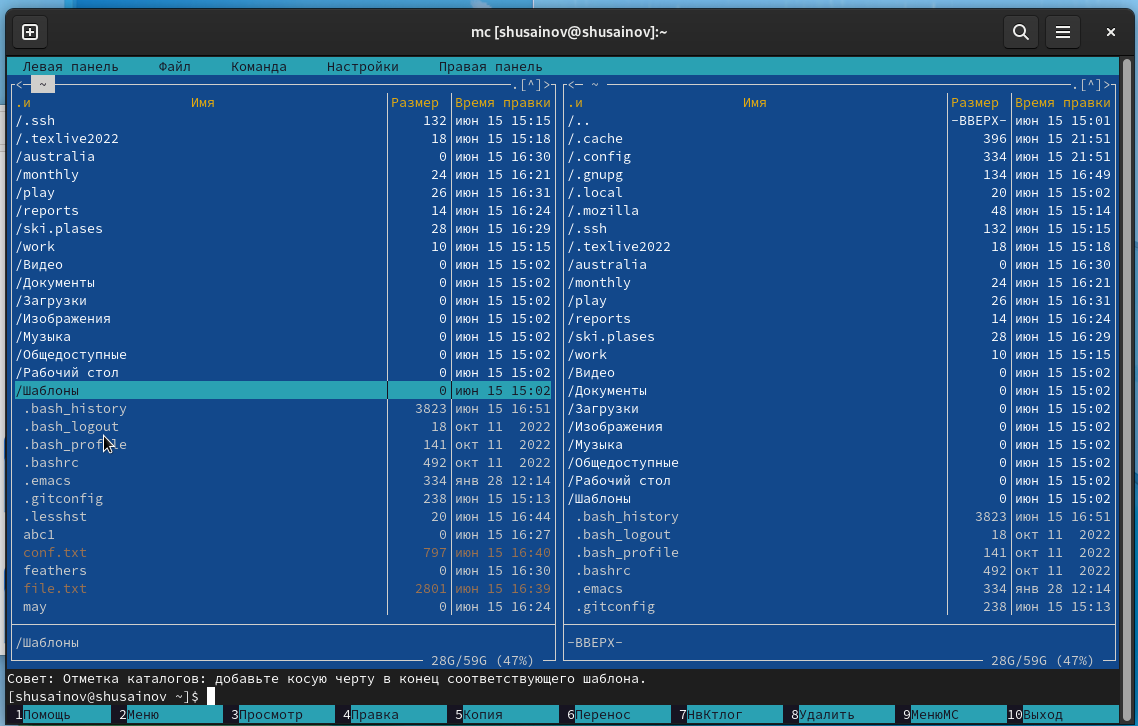 mc [shusainov@shusainov]:~
Левая панель Файл Команда Настройки Правая панель
<— ~ .[^]> <— ~ .[^]>
.и Имя Размер Время правки .и Имя Размер Время правки
/.ssh 132 июн 15 15:15 /.. -ВВЕРХ- июн 15 15:01
/.texlive2022 18 июн 15 15:18 /.cache 396 июн 15 21:51
/australia 0 июн 15 16:30 /.config 334 июн 15 21:51
/monthly 24 июн 15 16:21 /.gnupg 134 июн 15 16:49
/play 26 июн 15 16:31 /.local 20 июн 15 15:02
/reports 14 июн 15 16:24 /.mozilla 48 июн 15 15:14
/ski.plases 28 июн 15 16:29 /.ssh 132 июн 15 15:15
/work 10 июн 15 15:15 /.texlive2022 18 июн 15 15:18
/Видео 0 июн 15 15:02 /australia 0 июн 15 16:30
/Документы 0 июн 15 15:02 /monthly 24 июн 15 16:21
/Загрузки 0 июн 15 15:02 /play 26 июн 15 16:31
/Изображения 0 июн 15 15:02 /reports 14 июн 15 16:24
/Музыка 0 июн 15 15:02 /ski.plases 28 июн 15 16:29
/Общедоступные 0 июн 15 15:02 /work 10 июн 15 15:15
/Рабочий стол 0 июн 15 15:02 /Видео 0 июн 15 15:02
/Шаблоны 0 июн 15 15:02 /Документы 0 июн 15 15:02
.bash_history 3823 июн 15 16:51 /Загрузки 0 июн 15 15:02
.bash_logout 18 окт 11 2022 /Изображения 0 июн 15 15:02
.bash_profile 141 окт 11 2022 /Музыка 0 июн 15 15:02
.bashrc 492 окт 11 2022 /Общедоступные 0 июн 15 15:02
.emacs 334 янв 28 12:14 /Рабочий стол 0 июн 15 15:02
.gitconfig 238 июн 15 15:13 /Шаблоны 0 июн 15 15:02
.lesshst 20 июн 15 16:44 .bash_history 3823 июн 15 16:51
abc1 0 июн 15 16:27 .bash_logout 18 окт 11 2022
conf.txt 797 июн 15 16:40 .bash_profile 141 окт 11 2022
feathers 0 июн 15 16:30 .bashrc 492 окт 11 2022
file.txt 2801 июн 15 16:39 .emacs 334 янв 28 12:14
may 0 июн 15 16:24 .gitconfig 238 июн 15 15:13
/Шаблоны -ВВЕРХ-
28G/59G (47%) 28G/59G (47%)
Совет: Отметка каталогов: добавьте косую черту в конец соответствующего шаблона.
[shusainov@shusainov ~]$
1Помощь 2Меню 3Просмотр 4Правка 5Копия 6Перенос 7НвКтлог 8Удалить 9МенюМС 10Выход